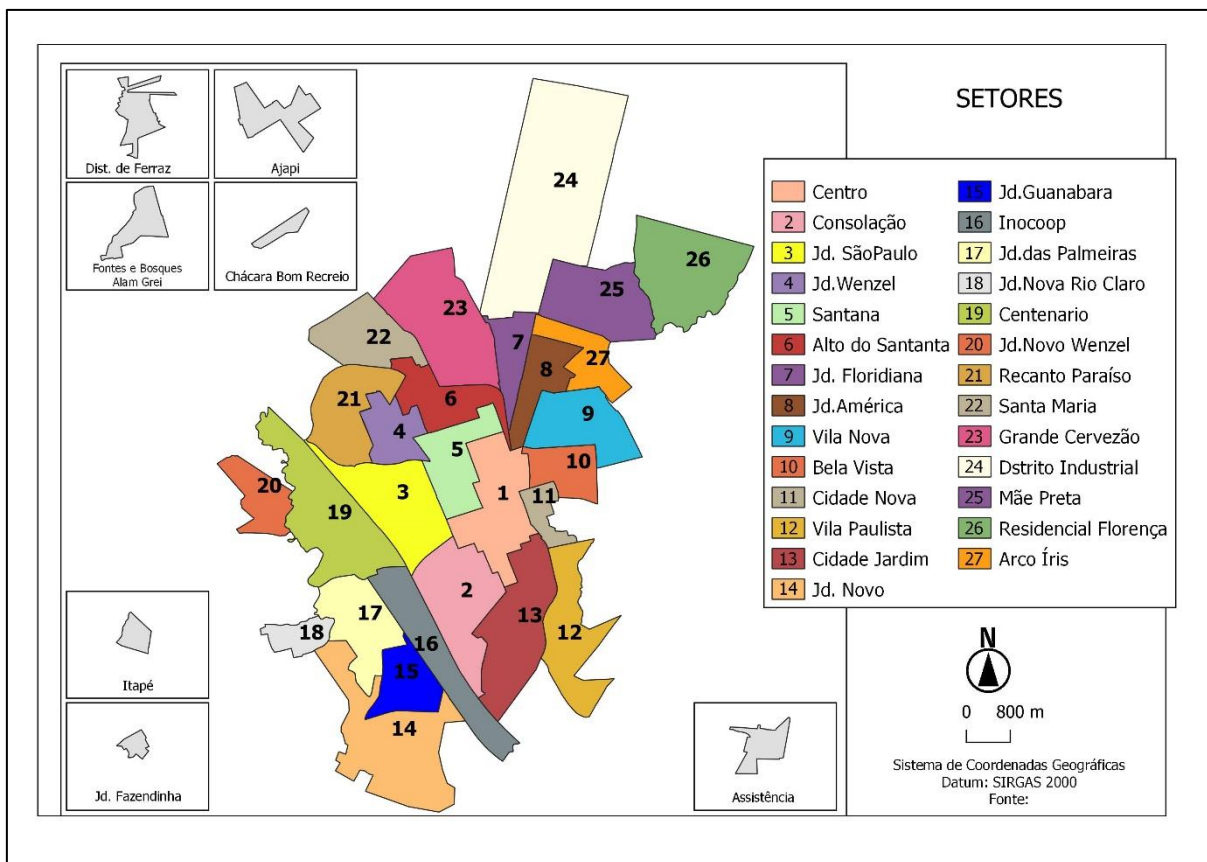 SETORES
Dist. de Ferraz
Ajapi
Fontes e Bosques
Alam Grei
Chácara Bom Recreio
24
26
25
23
22
7
8
27
21
6
4
5
9
10
20
19
3
1
11
2
13
12
17
18
16
15
14
Centro
2 Consolação
3 Jd. SãoPaulo
4 Jd.Wenzel
5 Santana
6 Alto do Santanta
7 Jd. Floridiana
8 Jd.América
9 Vila Nova
10 Bela Vista
11 Cidade Nova
12 Vila Paulista
13 Cidade Jardim
14 Jd. Novo
15 Jd.Guanabara
16 Inocoop
17 Jd.das Palmeiras
18 Jd.Nova Rio Claro
19 Centenario
20 Jd.Novo Wenzel
21 Recanto Paraíso
22 Santa Maria
23 Grande Cervezão
24 Dstrito Industrial
25 Mãe Preta
26 Residencial Florença
27 Arco Íris
Itapé
Jd. Fazendinha
Assistência
N
0 800 m
Sistema de Coordenadas Geográficas
Datum: SIRGAS 2000
Fonte: